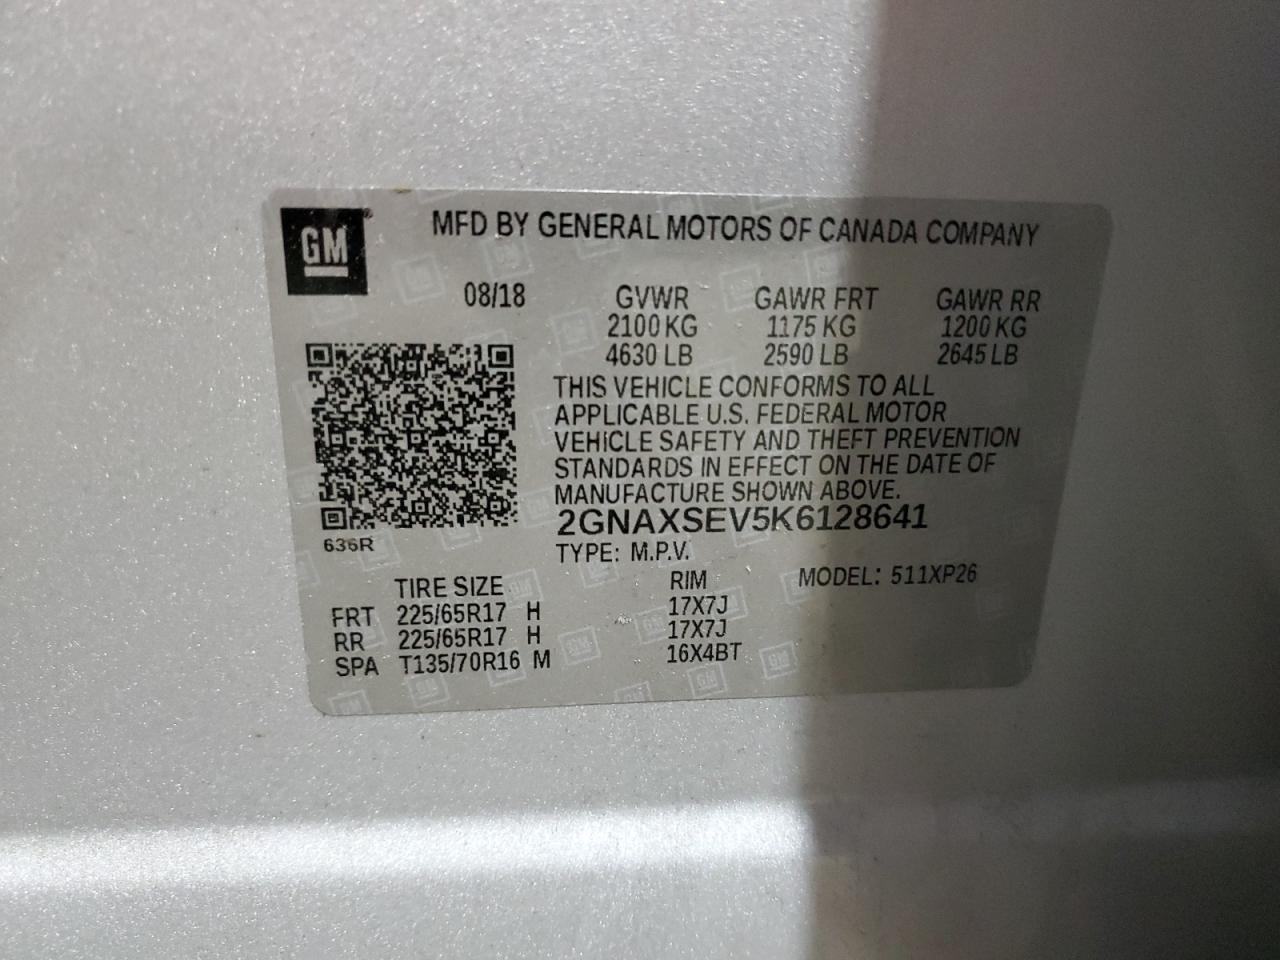 GM®
MFD BY GENERAL MOTORS OF CANADA COMPANY
08/18 GVWR GAWR FRT GAWR RR
2100 KG 1175 KG 1200 KG
4630 LB 2590 LB 2645 LB
THIS VEHICLE CONFORMS TO ALL
APPLICABLE U.S. FEDERAL MOTOR
VEHICLE SAFETY AND THEFT PREVENTION
STANDARDS IN EFFECT ON THE DATE OF
MANUFACTURE SHOWN ABOVE.
2GNAXSEV5K6128641
636R
TYPE: M.P.V.
TIRE SIZE RIM MODEL: 511XP26
FRT 225/65R17 H 17X7J
RR 225/65R17 H 17X7J
SPA T135/70R16 M 16X4BT